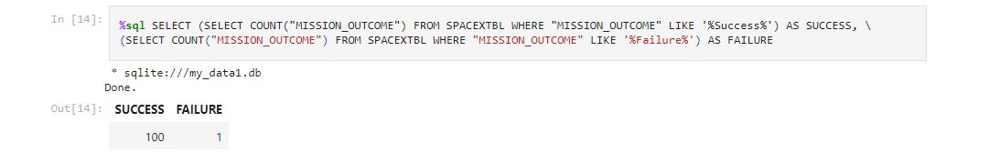 In [14]:
%sql SELECT (SELECT COUNT("MISSION_OUTCOME") FROM SPACEXTBL WHERE "MISSION_OUTCOME" LIKE '%Success%') AS SUCCESS, \
(SELECT COUNT("MISSION_OUTCOME") FROM SPACEXTBL WHERE "MISSION_OUTCOME" LIKE '%Failure%') AS FAILURE
* sqlite:///my_data1.db
Done.
Out[14]:
SUCCESS FAILURE
100 1